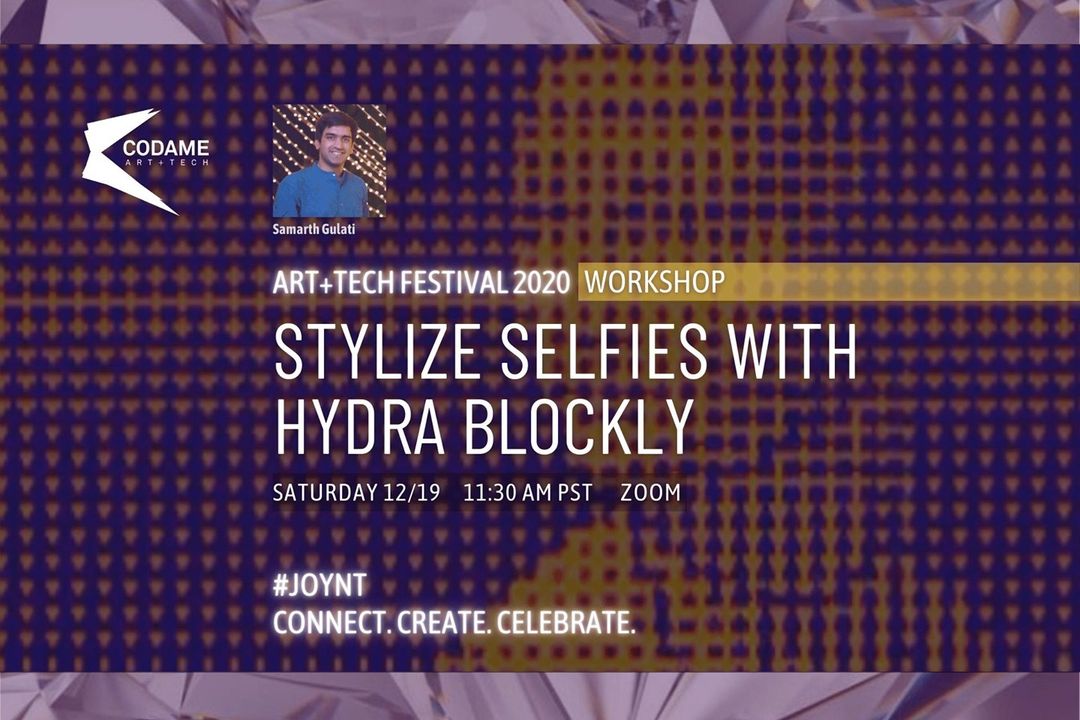 CODAME
ART+TECH
Samarth Gulati
ART+TECH FESTIVAL 2020 WORKSHOP
STYLIZE SELFIES WITH
HYDRA BLOCKLY
SATURDAY 12/19 11:30 AM PST ZOOM
#JOYNT
CONNECT. CREATE. CELEBRATE.